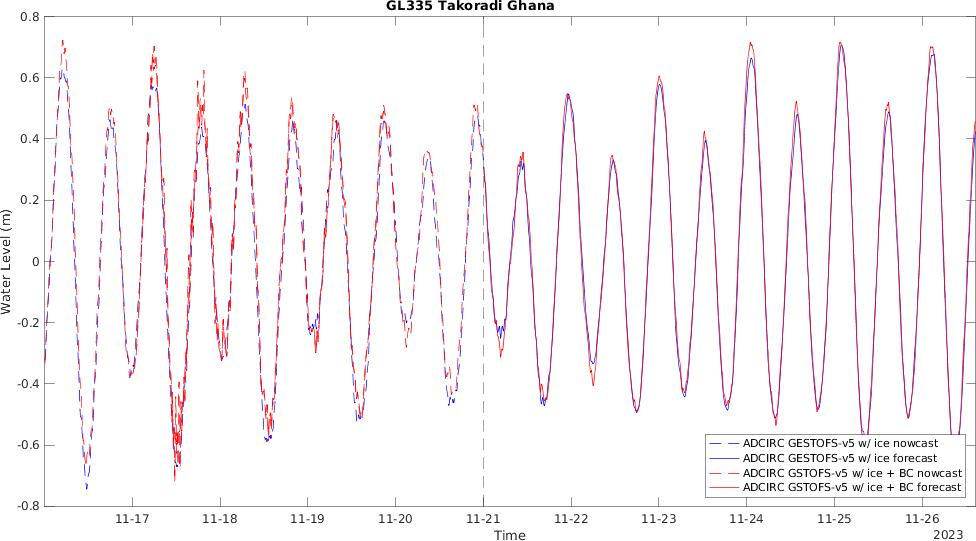 GL335 Takoradi Ghana
0.8
0.6
0.4
0.2
0
-0.2
-0.4
-0.6
-0.8
Water Level (m)
ADCIRC GESTOFS-v5 w/ ice nowcast
ADCIRC GESTOFS-v5 w/ ice forecast
ADCIRC GSTOFS-v5 w/ ice + BC nowcast
ADCIRC GSTOFS-v5 w/ ice + BC forecast
11-17 11-18 11-19 11-20 11-21 11-22 11-23 11-24 11-25 11-26
Time
2023